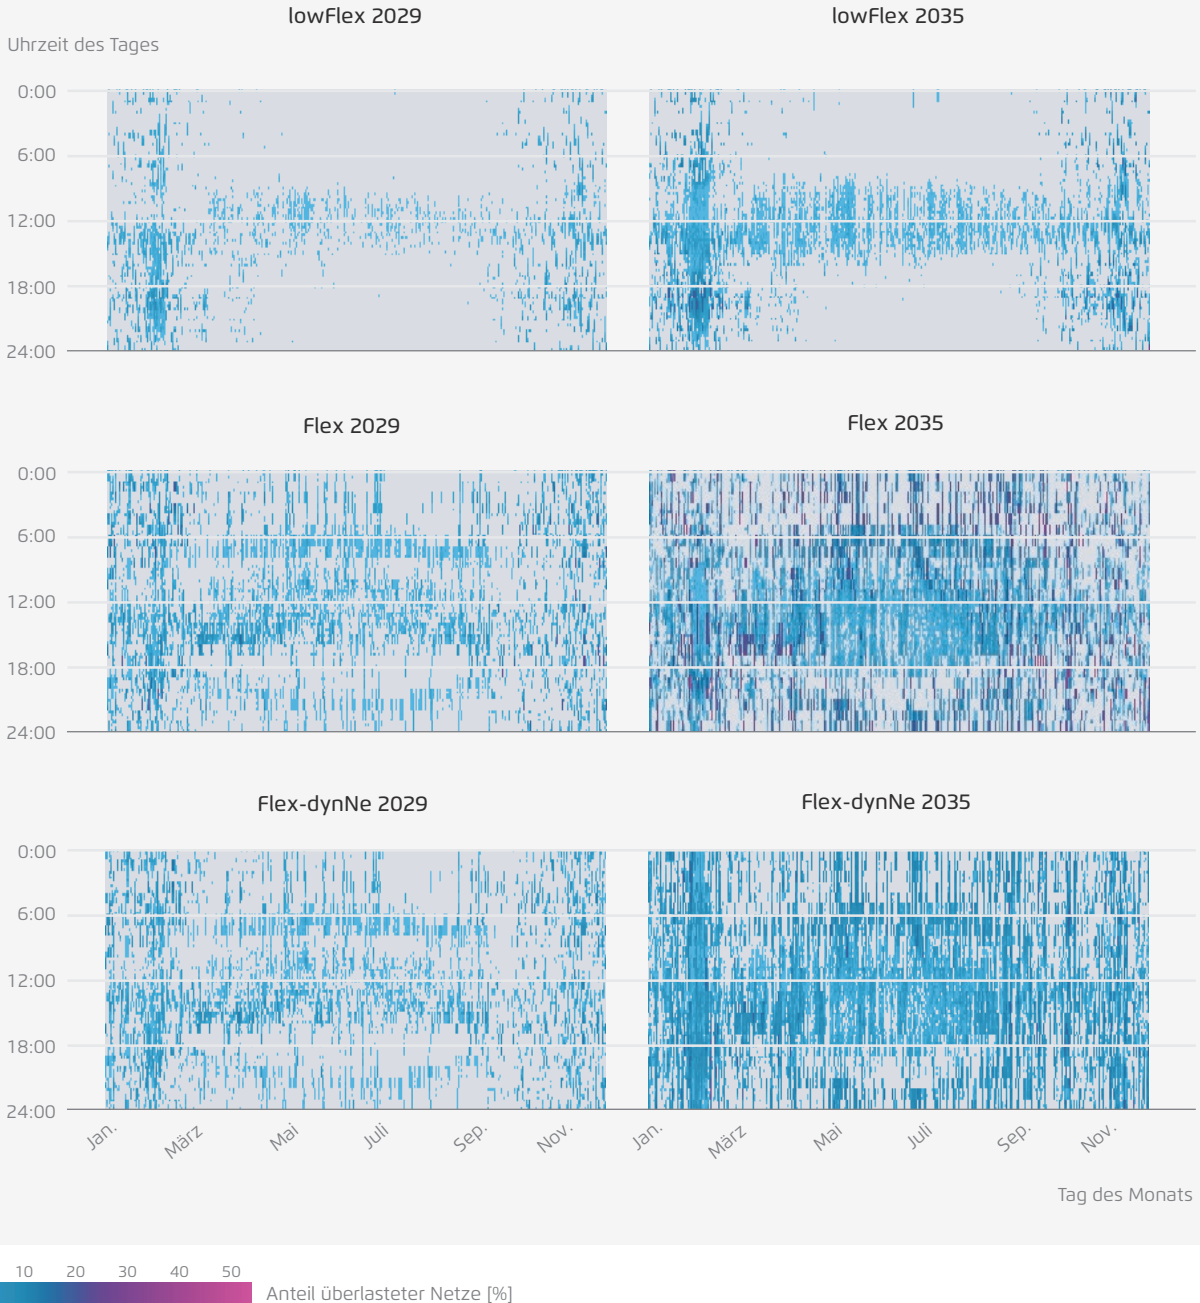 lowFlex 2029
lowFlex 2035
Uhrzeit des Tages
0:00
6:00
12:00
18:00
24:00
Flex 2029
Flex 2035
0:00
6:00
12:00
18:00
24:00
Flex-dynNe 2029
Flex-dynNe 2035
0:00
6:00
12:00
18:00
24:00
Jan. März Mai Juli Sep. Nov. Jan. März Mai Juli Sep. Nov.
Tag des Monats
10 20 30 40 50
Anteil überlasteter Netze [%]